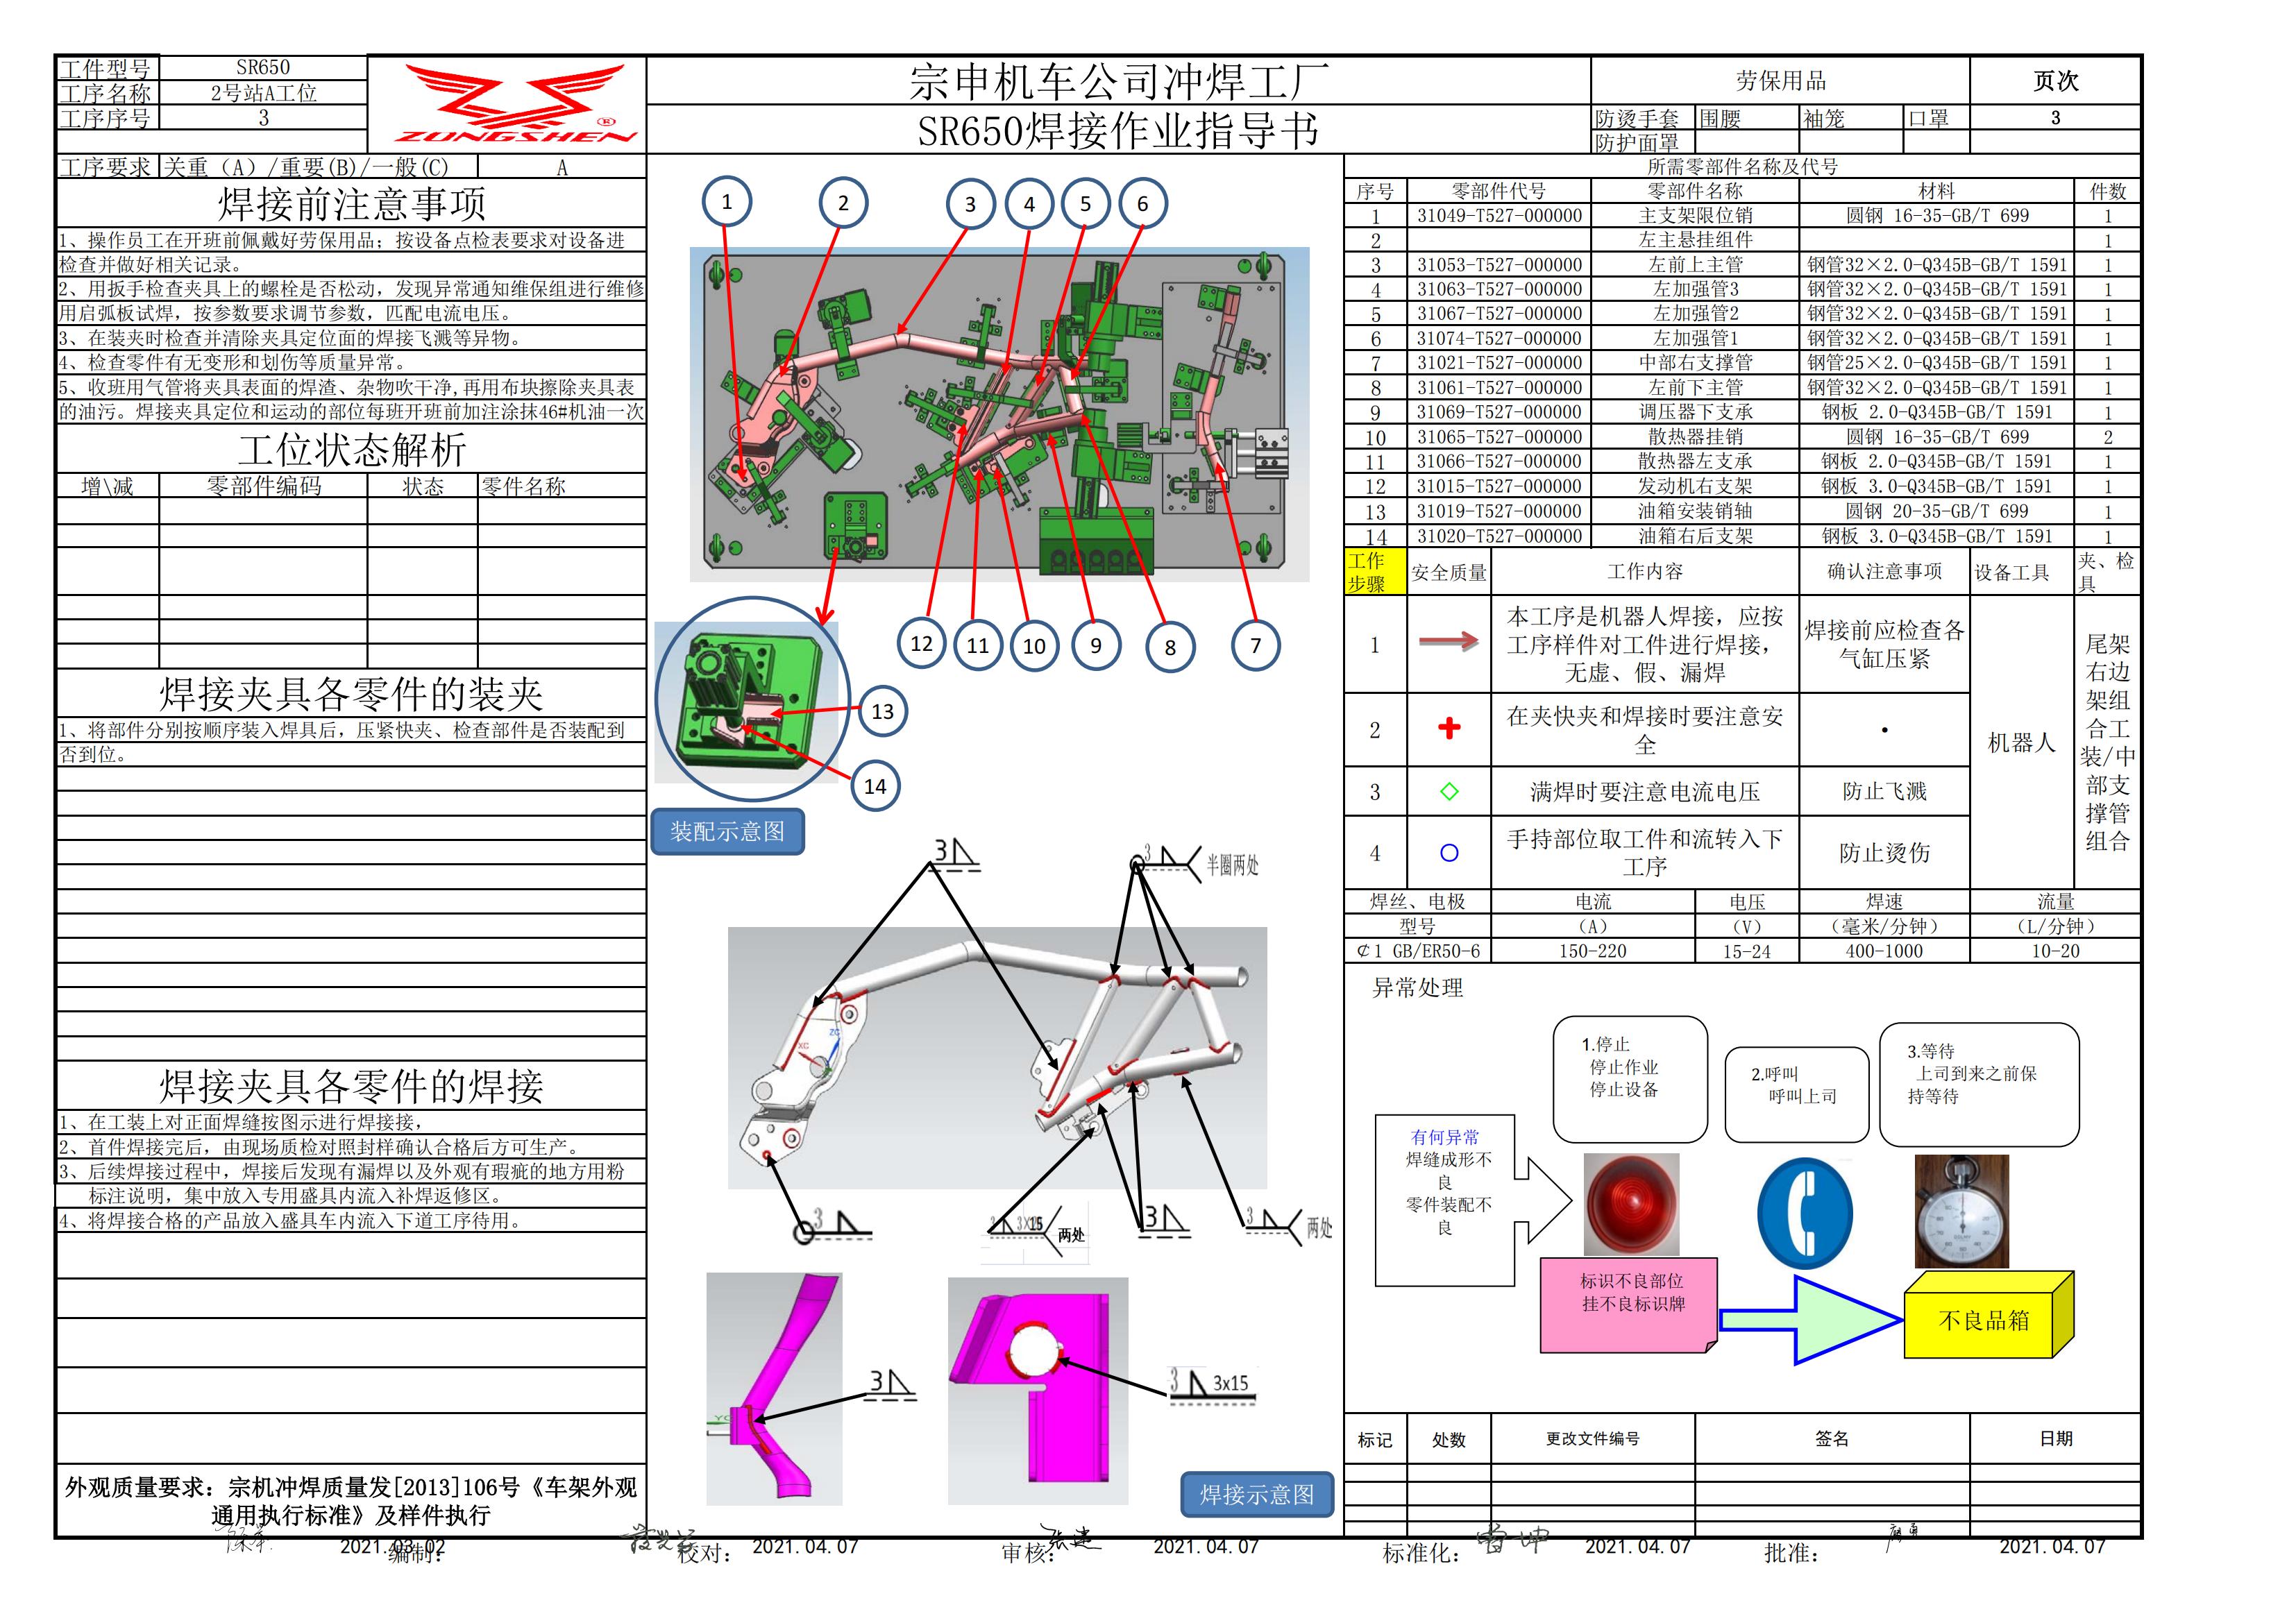 工件型号 SR650
工序名称 2号站A工位
工序序号 3
ZONGSHEN ®
宗申机车公司冲焊工厂
SR650焊接作业指导书
劳保用品 页次
防烫手套 围腰 袖笼 口罩 3
防护面罩
工序要求 关重（A）/重要(B)/一般(C) A
焊接前注意事项
1、操作员工在开班前佩戴好劳保用品；按设备点检表要求对设备进
检查并做好相关记录。
2、用扳手检查夹具上的螺栓是否松动，发现异常通知维保组进行维修
用启弧板试焊，按参数要求调节参数，匹配电流电压。
3、在装夹时检查并清除夹具定位面的焊接飞溅等异物。
4、检查零件有无变形和划伤等质量异常。
5、收班用气管将夹具表面的焊渣、杂物吹干净,再用布块擦除夹具表
的油污。焊接夹具定位和运动的部位每班开班前加注涂抹46#机油一次
工位状态解析
增\减 零部件编码 状态 零件名称
焊接夹具各零件的装夹
1、将部件分别按顺序装入焊具后，压紧快夹、检查部件是否装配到
否到位。
焊接夹具各零件的焊接
1、在工装上对正面焊缝按图示进行焊接接，
2、首件焊接完后，由现场质检对照封样确认合格后方可生产。
3、后续焊接过程中，焊接后发现有漏焊以及外观有瑕疵的地方用粉
标注说明，集中放入专用盛具内流入补焊返修区。
4、将焊接合格的产品放入盛具车内流入下道工序待用。
外观质量要求：宗机冲焊质量发[2013]106号《车架外观
通用执行标准》及样件执行
1 2 3 4 5 6
12 11 10 9 8 7
13
14
装配示意图
3
3 半圈两处
ZC
XC
3
3 3X15 两处
3
3 两处
YC
3
3 3x15
焊接示意图
所需零部件名称及代号
序号 零部件代号 零部件名称 材料 件数
1 31049-T527-000000 主支架限位销 圆钢 16-35-GB/T 699 1
2 左主悬挂组件 1
3 31053-T527-000000 左前上主管 钢管32×2.0-Q345B-GB/T 1591 1
4 31063-T527-000000 左加强管3 钢管32×2.0-Q345B-GB/T 1591 1
5 31067-T527-000000 左加强管2 钢管32×2.0-Q345B-GB/T 1591 1
6 31074-T527-000000 左加强管1 钢管32×2.0-Q345B-GB/T 1591 1
7 31021-T527-000000 中部右支撑管 钢管25×2.0-Q345B-GB/T 1591 1
8 31061-T527-000000 左前下主管 钢管32×2.0-Q345B-GB/T 1591 1
9 31069-T527-000000 调压器下支承 钢板 2.0-Q345B-GB/T 1591 1
10 31065-T527-000000 散热器挂销 圆钢 16-35-GB/T 699 2
11 31066-T527-000000 散热器左支承 钢板 2.0-Q345B-GB/T 1591 1
12 31015-T527-000000 发动机右支架 钢板 3.0-Q345B-GB/T 1591 1
13 31019-T527-000000 油箱安装销轴 圆钢 20-35-GB/T 699 1
14 31020-T527-000000 油箱右后支架 钢板 3.0-Q345B-GB/T 1591 1
工作
步骤 安全质量 工作内容 确认注意事项 设备工具 夹、检
具
1 本工序是机器人焊接，应按
工序样件对工件进行焊接，
无虚、假、漏焊
焊接前应检查各
气缸压紧
2 在夹快夹和焊接时要注意安
全
3 满焊时要注意电流电压 防止飞溅
4 手持部位取工件和流转入下
工序
防止烫伤
机器人
尾架
右边
架组
合工
装/中
部支
撑管
组合
焊丝、电极 电流 电压 焊速 流量
型号 （A） （V） （毫米/分钟） （L/分钟）
¢1 GB/ER50-6 150-220 15-24 400-1000 10-20
异常处理
1.停止
停止作业
停止设备
2.呼叫
呼叫上司
3.等待
上司到来之前保
持等待
有何异常
焊缝成形不
良
零件装配不
良
标识不良部位
挂不良标识牌
不良品箱
标记 处数 更改文件编号 签名 日期
编制： 2021.03.02 校对： 2021.04.07 审核： 2021.04.07 标准化： 2021.04.07 批准： 2021.04.07